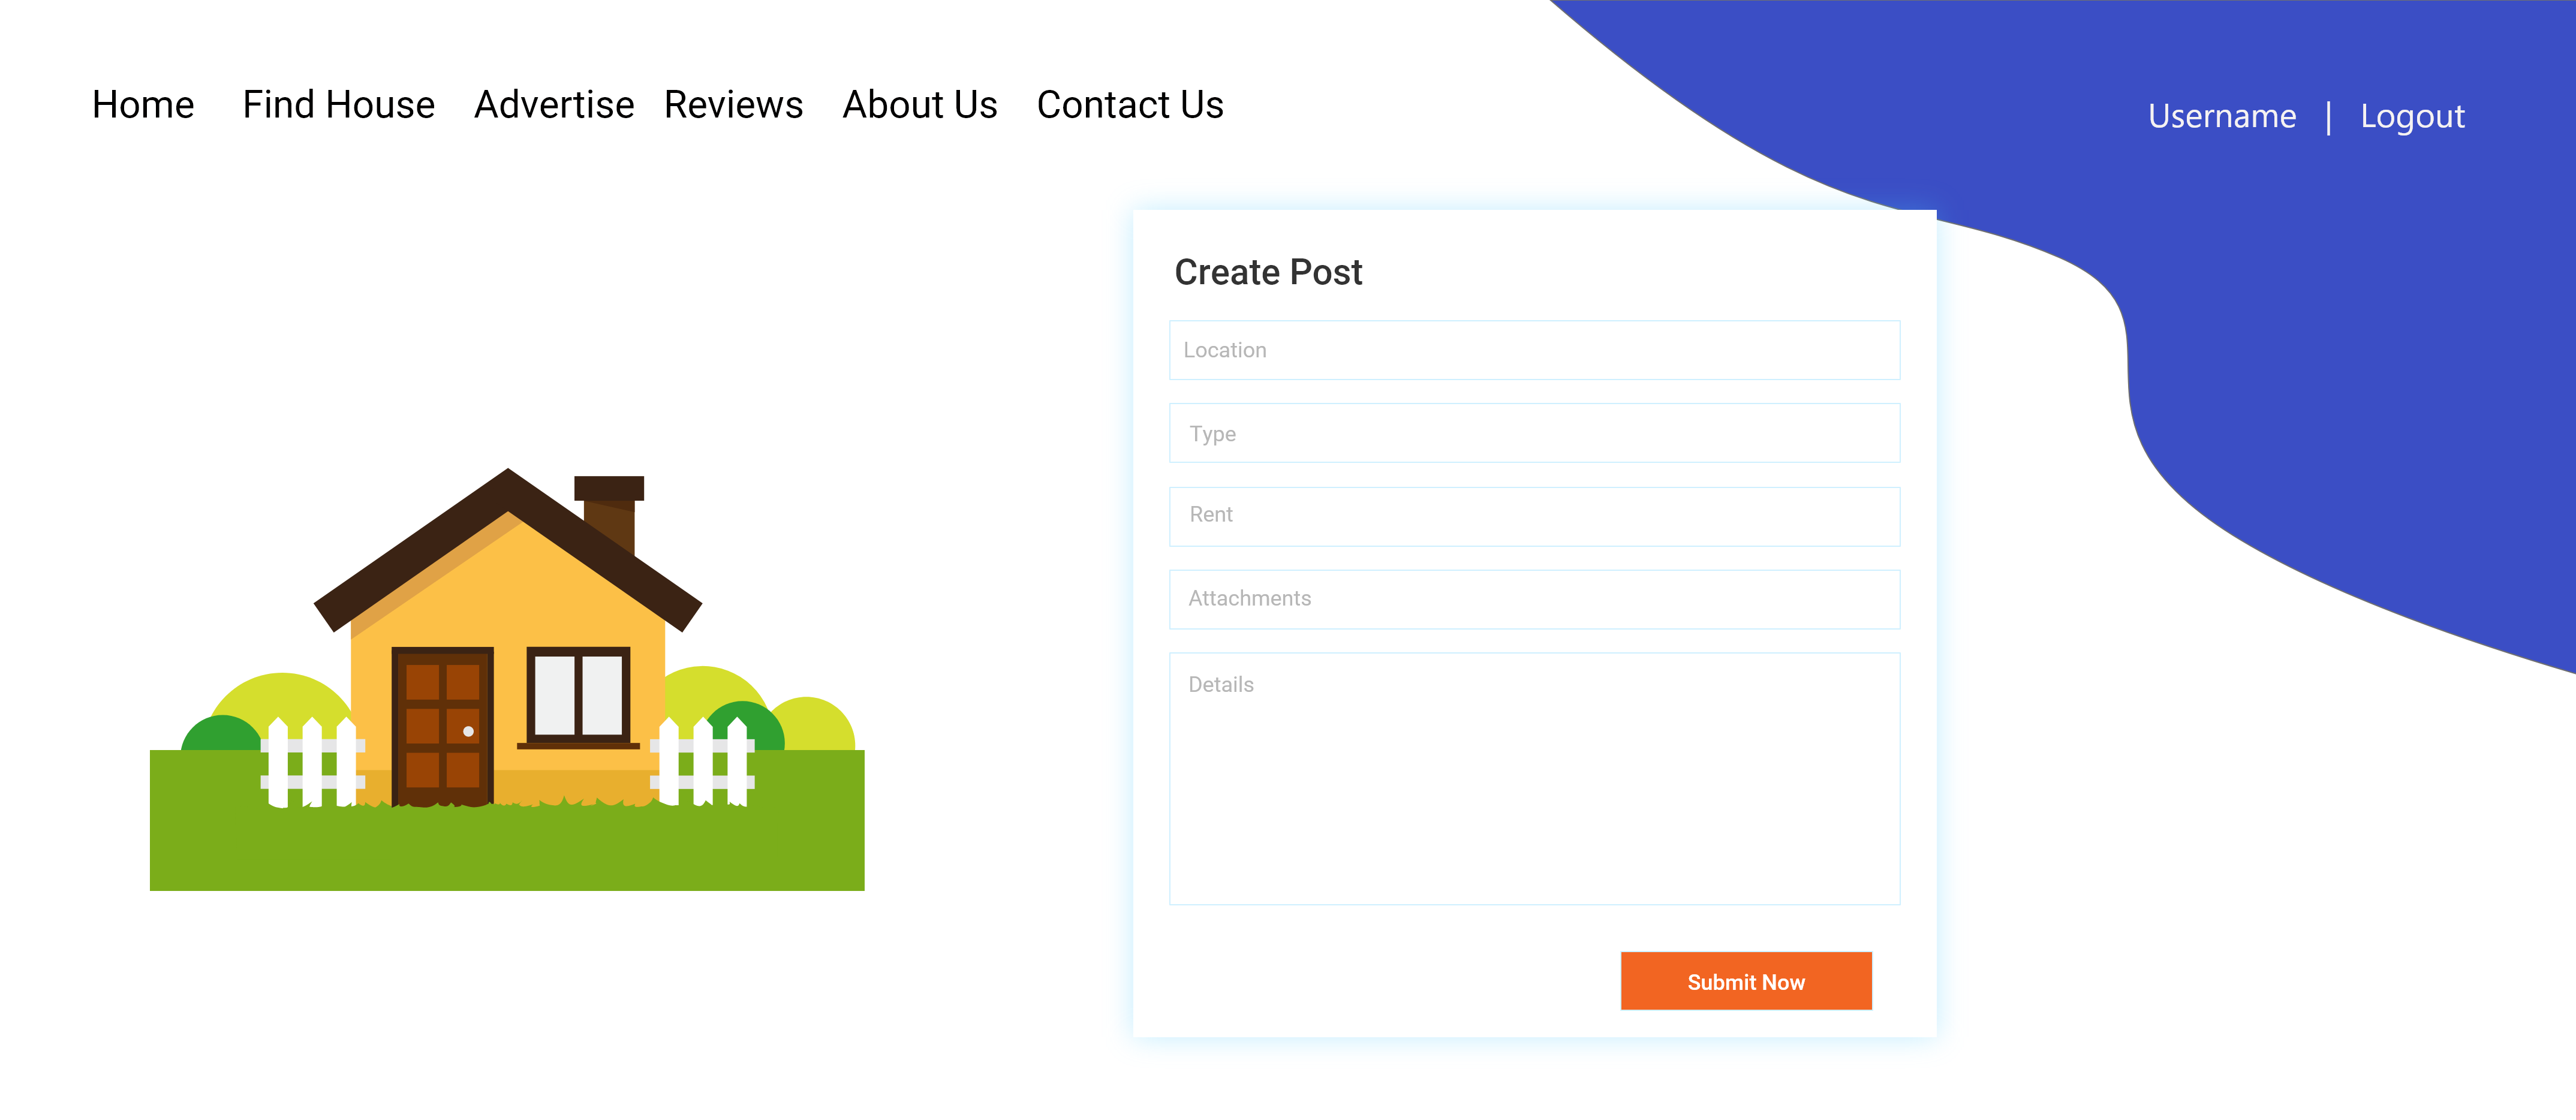 Home Find House Advertise Reviews About Us Contact Us
Username | Logout
Create Post
Location
Type
Rent
Attachments
Details
Submit Now